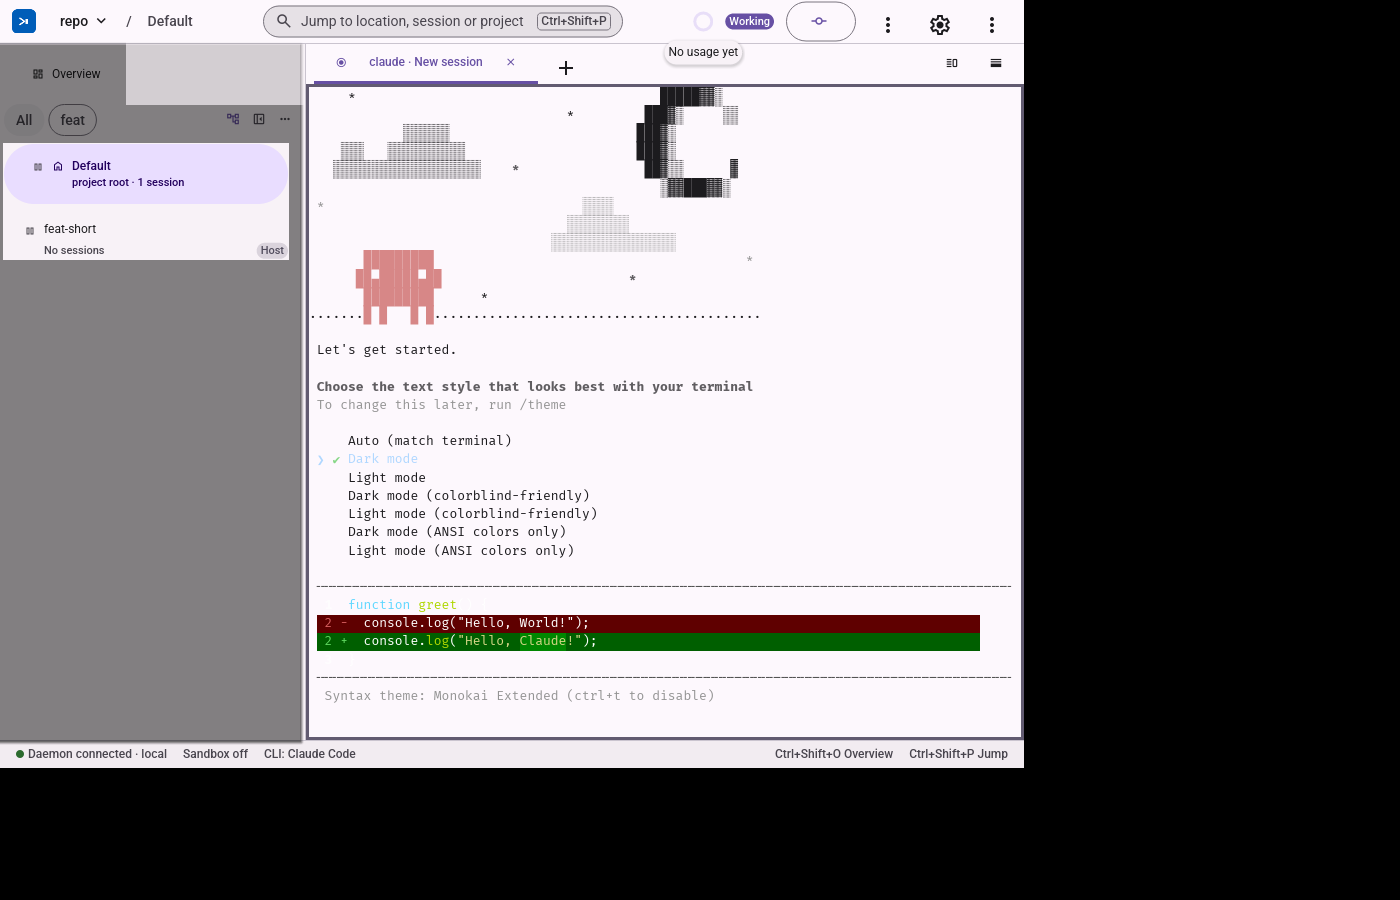 repo / Default
Jump to location, session or project Ctrl+Shift+P
Working
No usage yet
Overview
claude · New session
All feat
Default
project root · 1 session
feat-short
No sessions Host
Let's get started.
Choose the text style that looks best with your terminal
To change this later, run /theme
Auto (match terminal)
❯ ✔ Dark mode
Light mode
Dark mode (colorblind-friendly)
Light mode (colorblind-friendly)
Dark mode (ANSI colors only)
Light mode (ANSI colors only)
function greet
2 - console.log("Hello, World!");
2 + console.log("Hello, Claude!");
Syntax theme: Monokai Extended (ctrl+t to disable)
Daemon connected · local Sandbox off CLI: Claude Code Ctrl+Shift+O Overview Ctrl+Shift+P Jump